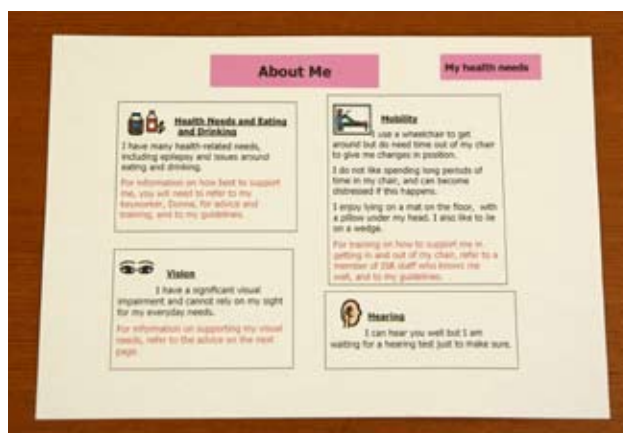 About Me
My health needs
Health Needs and Eating
and Drinking
I have many health-related needs,
including epilepsy and issues around
eating and drinking.
For information on how best to support
me, you will need to refer to my
keyworker, Donna, for advice and
training, and to my guidelines.
Vision
I have a significant visual
impairment and cannot rely on my sight
for my everyday needs.
For information on supporting my visual
needs, refer to the advice on the next
page.
Mobility
I use a wheelchair to get
around but do need time out of my chair
to give me changes in position.
I do not like spending long periods of
time in my chair, and can become
distressed if this happens.
I enjoy lying on a mat on the floor, with
a pillow under my head. I also like to lie
on a wedge.
For training on how to support me in
getting in and out of my chair, refer to a
member of staff who knows me
well, and to my guidelines.
Hearing
I can hear you well but I am
waiting for a hearing test just to make sure.